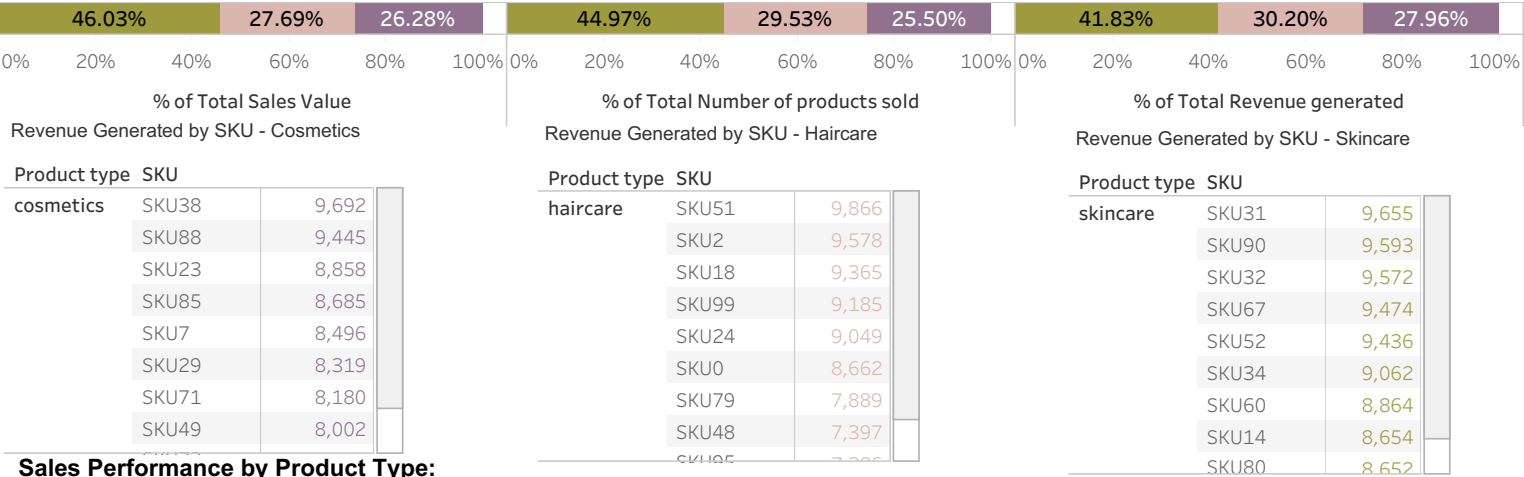 46.03% 27.69% 26.28% 44.97% 29.53% 25.50% 41.83% 30.20% 27.96%
0% 20% 40% 60% 80% 100% 0% 20% 40% 60% 80% 100% 0% 20% 40% 60% 80% 100%
% of Total Sales Value
% of Total Number of products sold
% of Total Revenue generated
Revenue Generated by SKU - Cosmetics
Product type SKU
cosmetics SKU38 9,692
SKU88 9,445
SKU23 8,858
SKU85 8,685
SKU7 8,496
SKU29 8,319
SKU71 8,180
SKU49 8,002
Revenue Generated by SKU - Haircare
Product type SKU
haircare SKU51 9,866
SKU2 9,578
SKU18 9,365
SKU99 9,185
SKU24 9,049
SKU0 8,662
SKU79 7,889
SKU48 7,397
Revenue Generated by SKU - Skincare
Product type SKU
skincare SKU31 9,655
SKU90 9,593
SKU32 9,572
SKU67 9,474
SKU52 9,436
SKU34 9,062
SKU60 8,864
SKU14 8,654
SKU80 8,652
Sales Performance by Product Type: